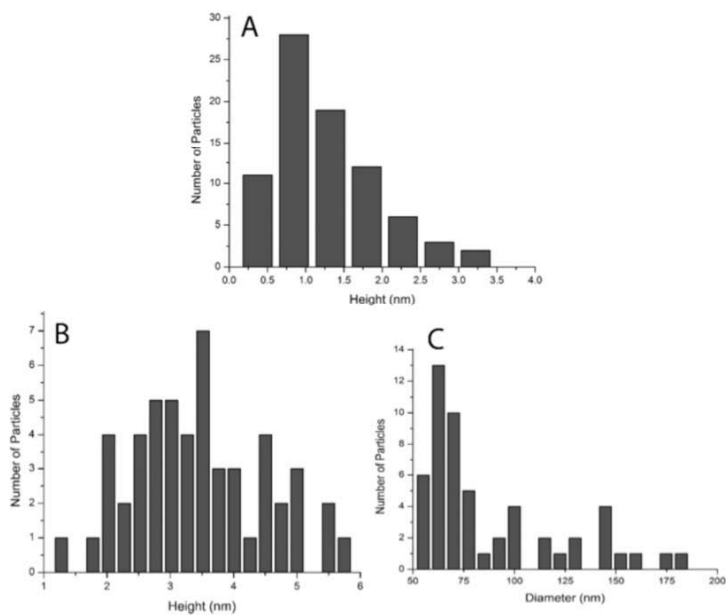 A
30
25
20
15
10
5
0
Number of Particles
0.0 0.5 1.0 1.5 2.0 2.5 3.0 3.5 4.0
Height (nm)
B
7
6
5
4
3
2
1
0
Number of Particles
1 2 3 4 5 6
Height (nm)
C
14
12
10
8
6
4
2
0
Number of Particles
50 75 100 125 150 175 200
Diameter (nm)